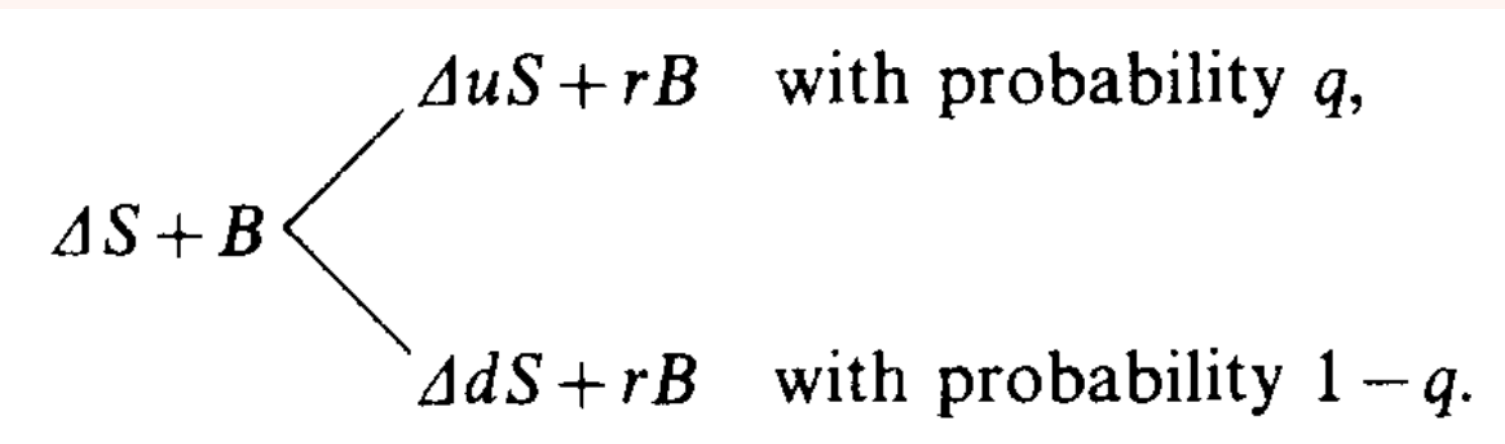 ΔuS + rB with probability q,
ΔS + B
ΔdS + rB with probability 1 − q.